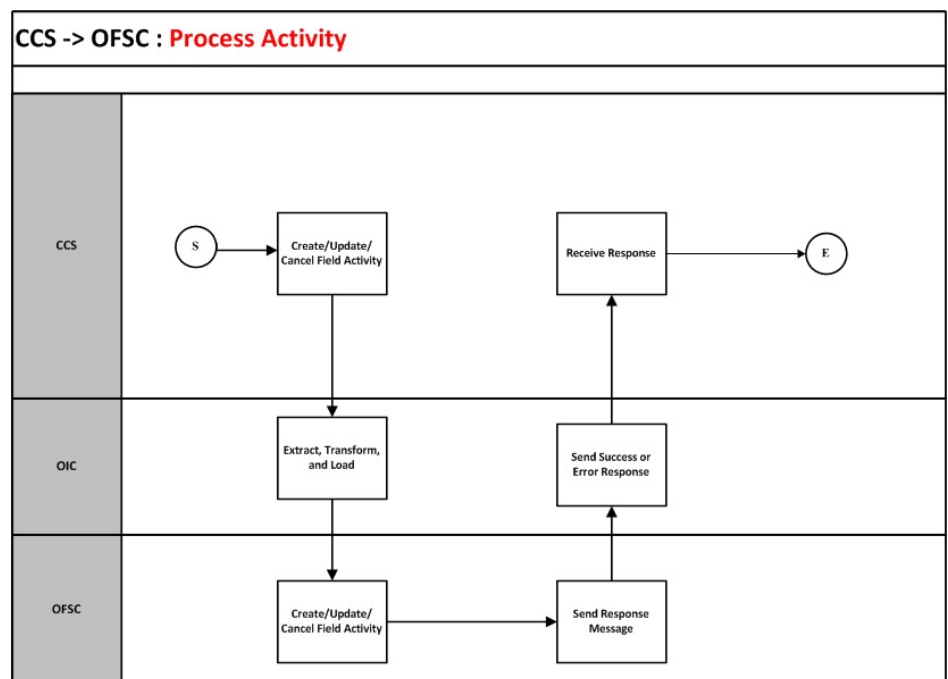 CCS -> OFSC : Process Activity
CCS
S
Create/Update/
Cancel Field Activity
Receive Response
E
OIC
Extract, Transform,
and Load
Send Success or
Error Response
OFSC
Create/Update/
Cancel Field Activity
Send Response
Message